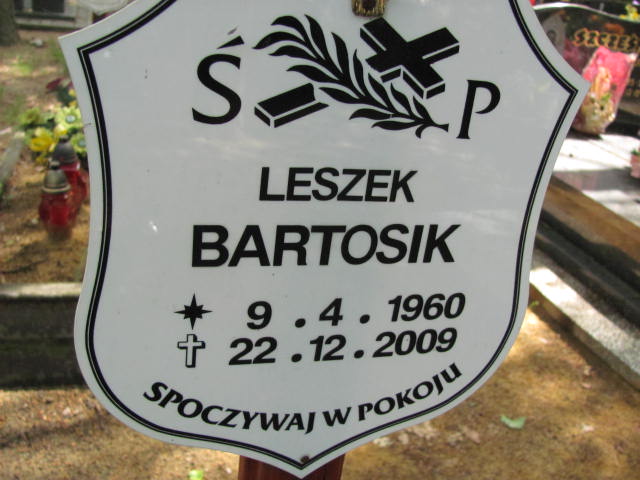 Ś P
LESZEK
BARTOSIK
9 . 4 . 1960
22 . 12 . 2009
SPOCZYWAJ W POKOJU